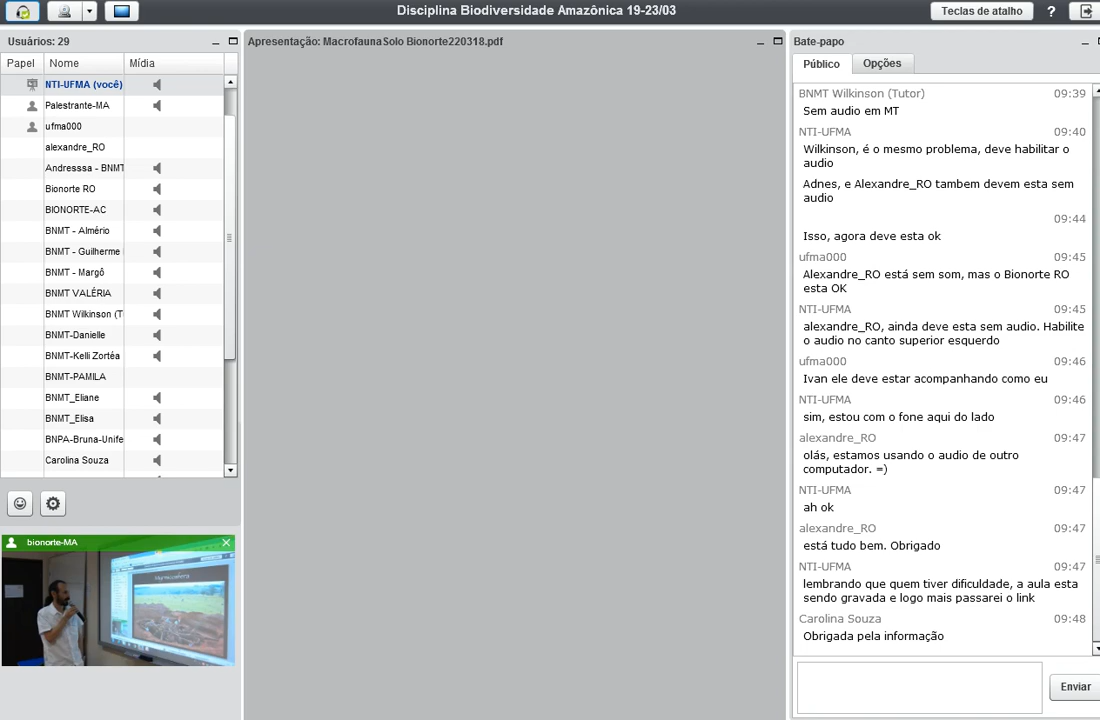 Disciplina Biodiversidade Amazônica 19-23/03
Teclas de atalho
?
Usuários: 29
Papel Nome Mídia
NTI-UFMA (você)
Palestrante-MA
ufma000
alexandre_RO
Andresssa - BNMT
Bionorte RO
BIONORTE-AC
BNMT - Almério
BNMT - Guilherme
BNMT - Margô
BNMT VALÉRIA
BNMT Wilkinson (T
BNMT-Danielle
BNMT-Kelli Zortéa
BNMT-PAMILA
BNMT_Eliane
BNMT_Elisa
BNPA-Bruna-Unife
Carolina Souza
bionorte-MA
Apresentação: MacrofaunaSolo Bionorte220318.pdf
Bate-papo
Público Opções
BNMT Wilkinson (Tutor) 09:39
Sem audio em MT
NTI-UFMA 09:40
Wilkinson, é o mesmo problema, deve habilitar o
audio
Adnes, e Alexandre_RO tambem devem esta sem
audio
09:44
Isso, agora deve esta ok
ufma000 09:45
Alexandre_RO está sem som, mas o Bionorte RO
esta OK
NTI-UFMA 09:45
alexandre_RO, ainda deve esta sem audio. Habilite
o audio no canto superior esquerdo
ufma000 09:46
Ivan ele deve estar acompanhando como eu
NTI-UFMA 09:46
sim, estou com o fone aqui do lado
alexandre_RO 09:47
olás, estamos usando o audio de outro
computador. =)
NTI-UFMA 09:47
ah ok
alexandre_RO 09:47
está tudo bem. Obrigado
NTI-UFMA 09:47
lembrando que quem tiver dificuldade, a aula esta
sendo gravada e logo mais passarei o link
Carolina Souza 09:48
Obrigada pela informação
Enviar